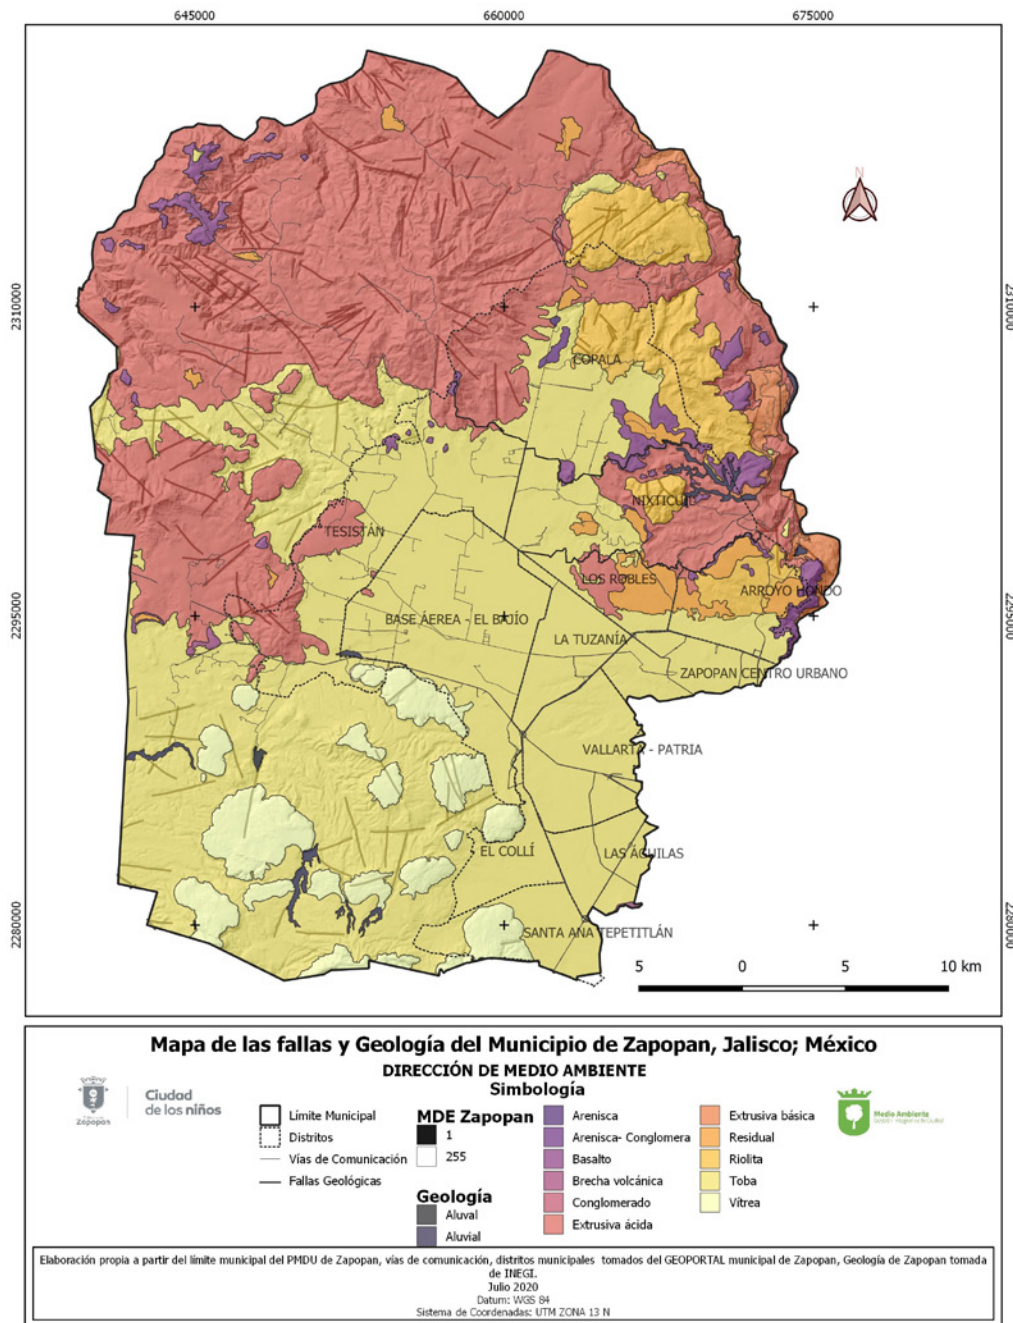 645000
660000
675000
N
2310000
2310000
COPALA
NIXTICUIL
TESISTÁN
LOS ROBLES
ARROYO HONDO
2295000
2295000
BASE ÁEREA - EL BAJÍO
LA TUZANÍA
ZAPOPAN CENTRO URBANO
VALLARTA - PATRIA
EL COLLÍ
LAS ÁGUILAS
2280000
2280000
SANTA ANA TEPETITLÁN
5 0 5 10 km
Mapa de las fallas y Geología del Municipio de Zapopan, Jalisco; México
DIRECCIÓN DE MEDIO AMBIENTE
Simbología
Zapopan
Ciudad
de los niños
Límite Municipal
Distritos
Vías de Comunicación
Fallas Geológicas
MDE Zapopan
1
255
Geología
Aluval
Aluvial
Arenisca
Arenisca- Conglomera
Basalto
Brecha volcánica
Conglomerado
Extrusiva ácida
Extrusiva básica
Residual
Riolita
Toba
Vítrea
Medio Ambiente
Elaboración propia a partir del límite municipal del PMDU de Zapopan, vías de comunicación, distritos municipales tomados del GEOPORTAL municipal de Zapopan, Geología de Zapopan tomada
de INEGI.
Julio 2020
Datum: WGS 84
Sistema de Coordenadas: UTM ZONA 13 N